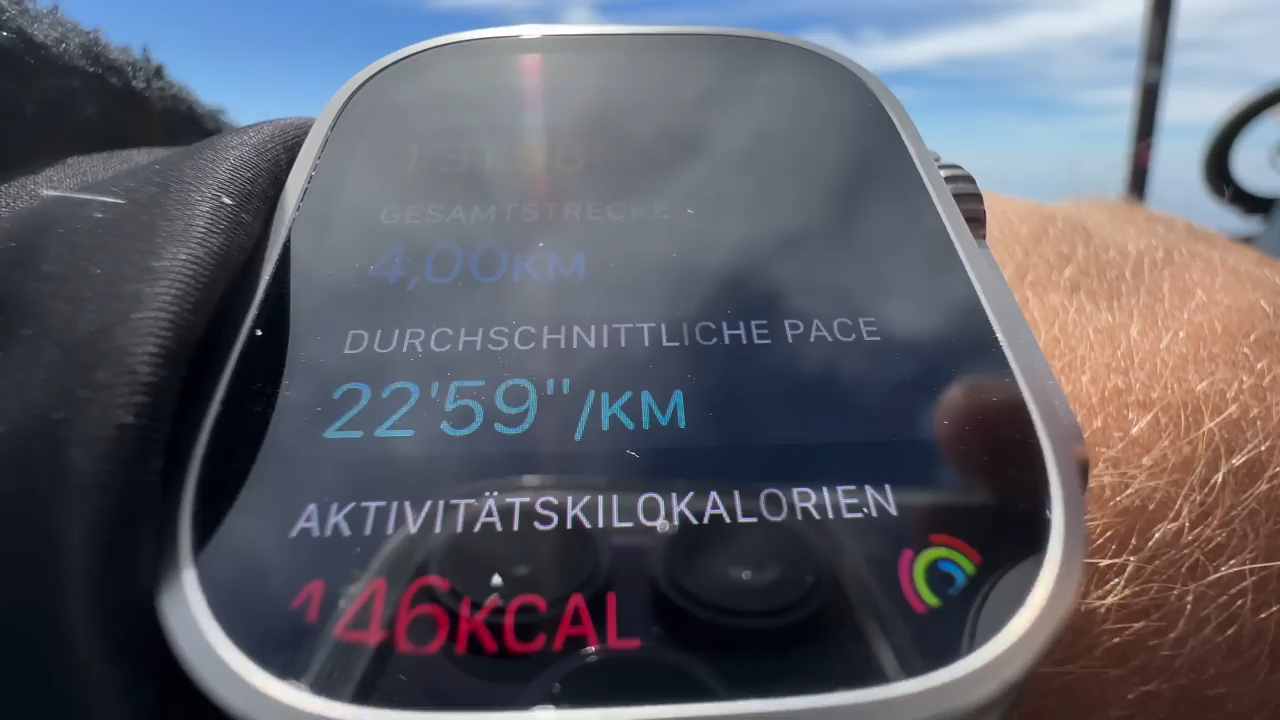 GESAMTSTRECKE
4,00KM
DURCHSCHNITTLICHE PACE
22'59"/KM
AKTIVITÄTSKILOKALORIEN
146KCAL